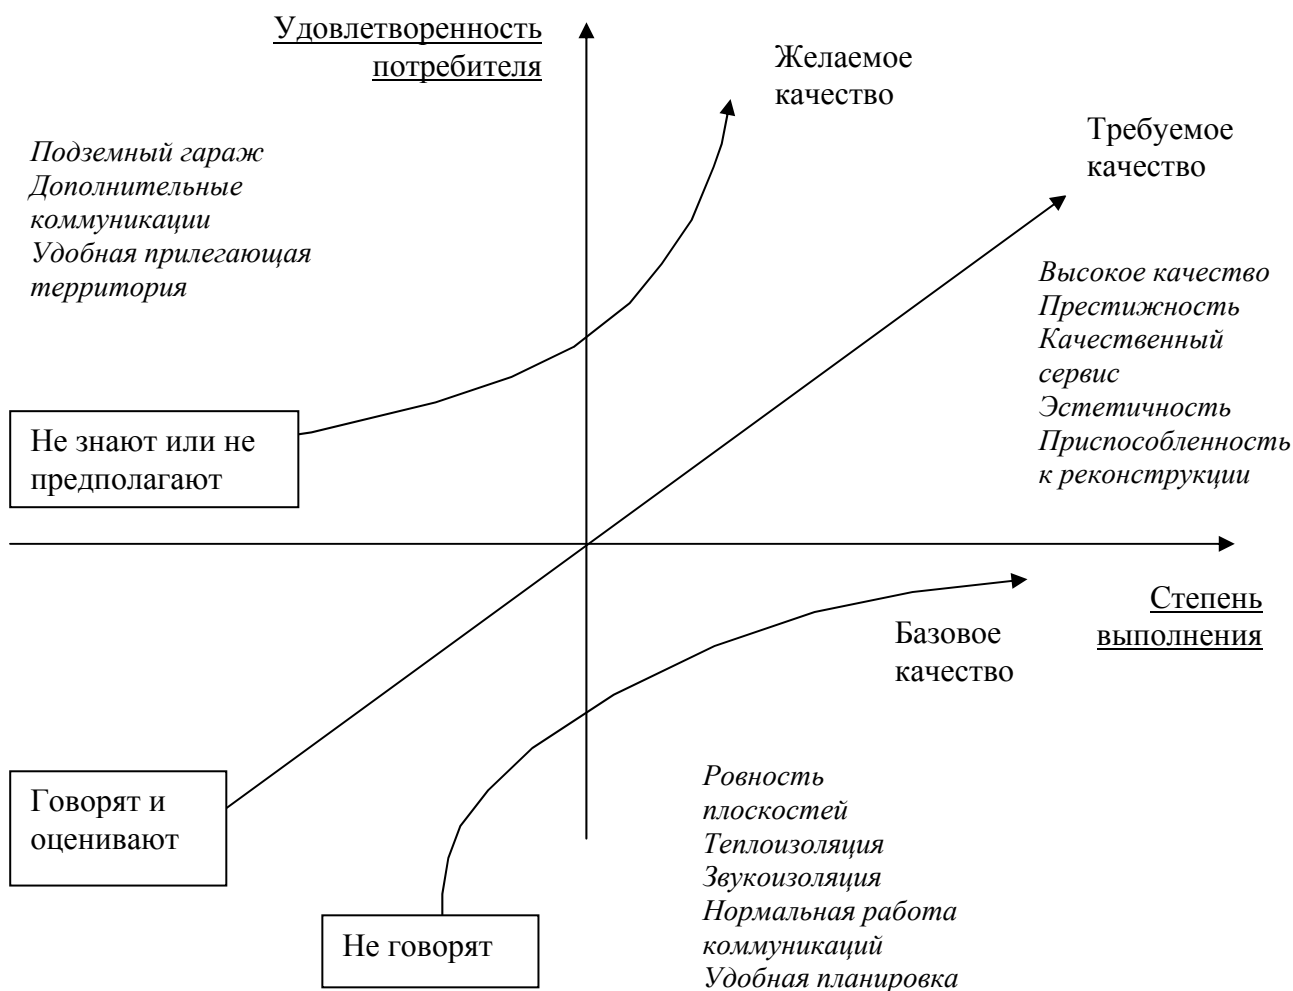 Удовлетворенность
потребителя
Желаемое
качество
Требуемое
качество
Подземный гараж
Дополнительные
коммуникации
Удобная прилегающая
территория
Высокое качество
Престижность
Качественный
сервис
Эстетичность
Приспособленность
к реконструкции
Не знают или не
предполагают
Степень
выполнения
Базовое
качество
Говорят и
оценивают
Ровность
плоскостей
Теплоизоляция
Звукоизоляция
Нормальная работа
коммуникаций
Удобная планировка
Не говорят